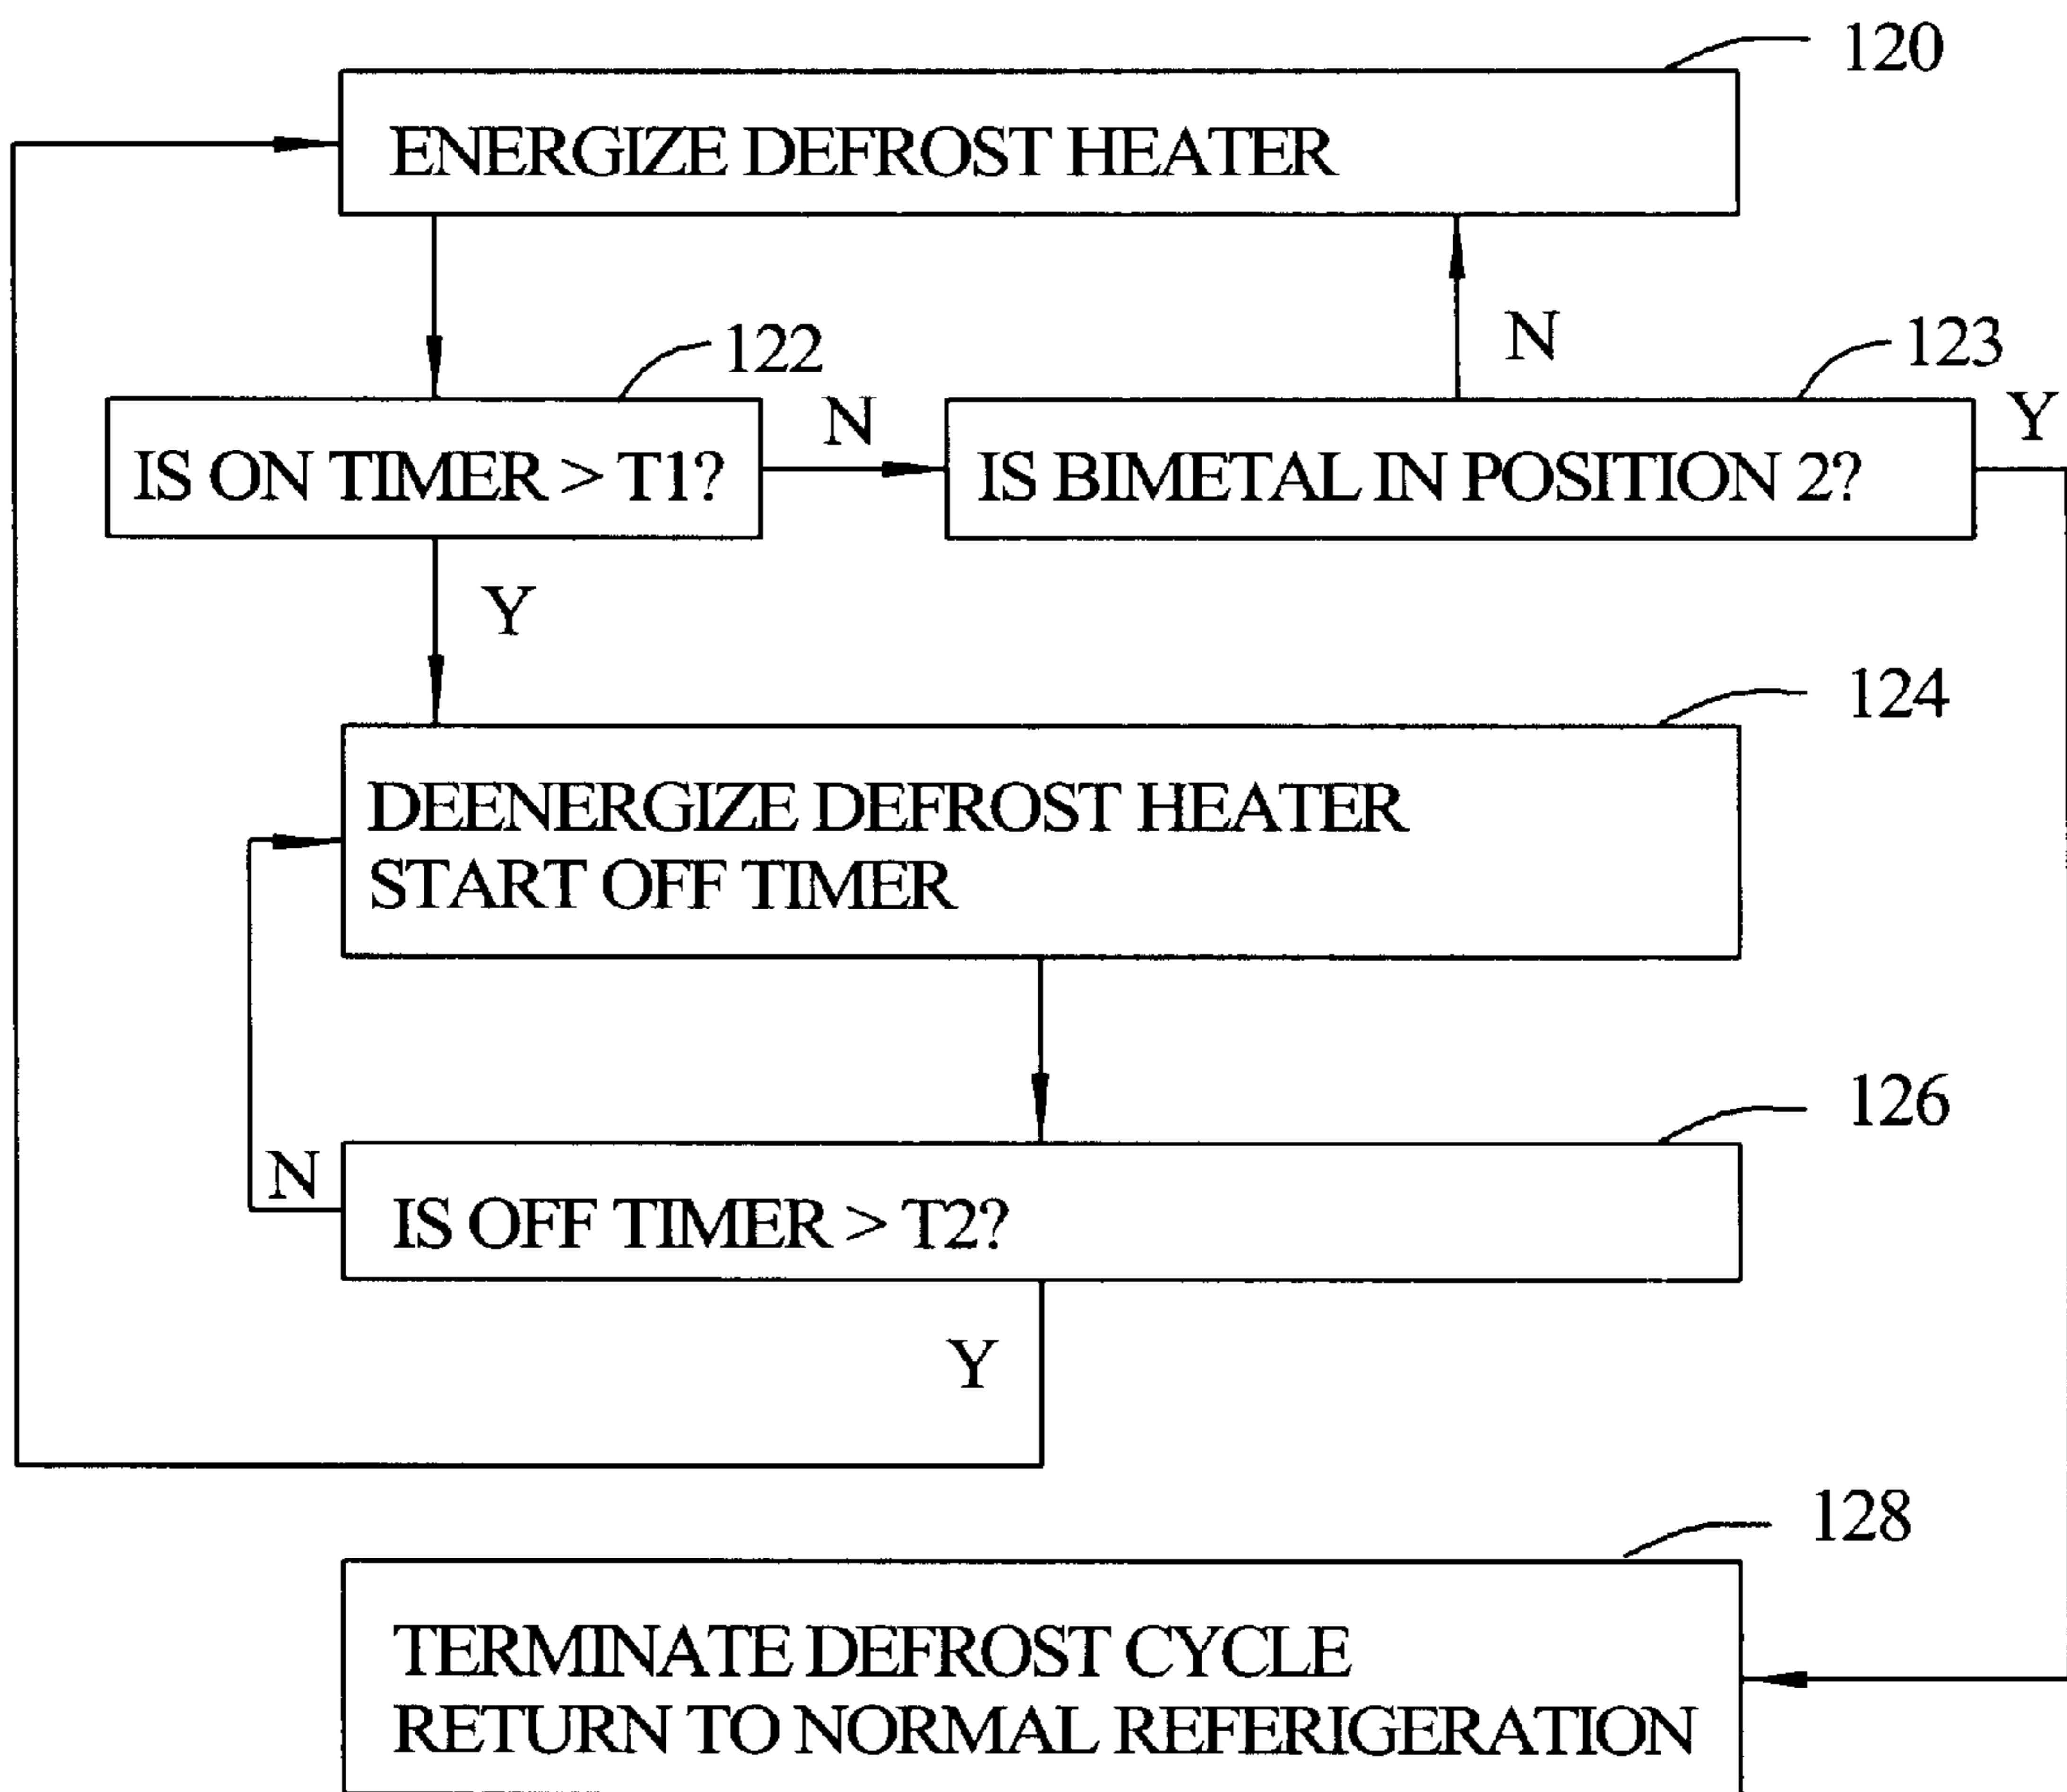 120
ENERGIZE DEFROST HEATER
122
N
123
Y
N
IS ON TIMER > T1?
IS BIMETAL IN POSITION 2?
Y
124
DEENERGIZE DEFROST HEATER
START OFF TIMER
126
N
IS OFF TIMER > T2?
Y
128
TERMINATE DEFROST CYCLE
RETURN TO NORMAL REFERIGERATION